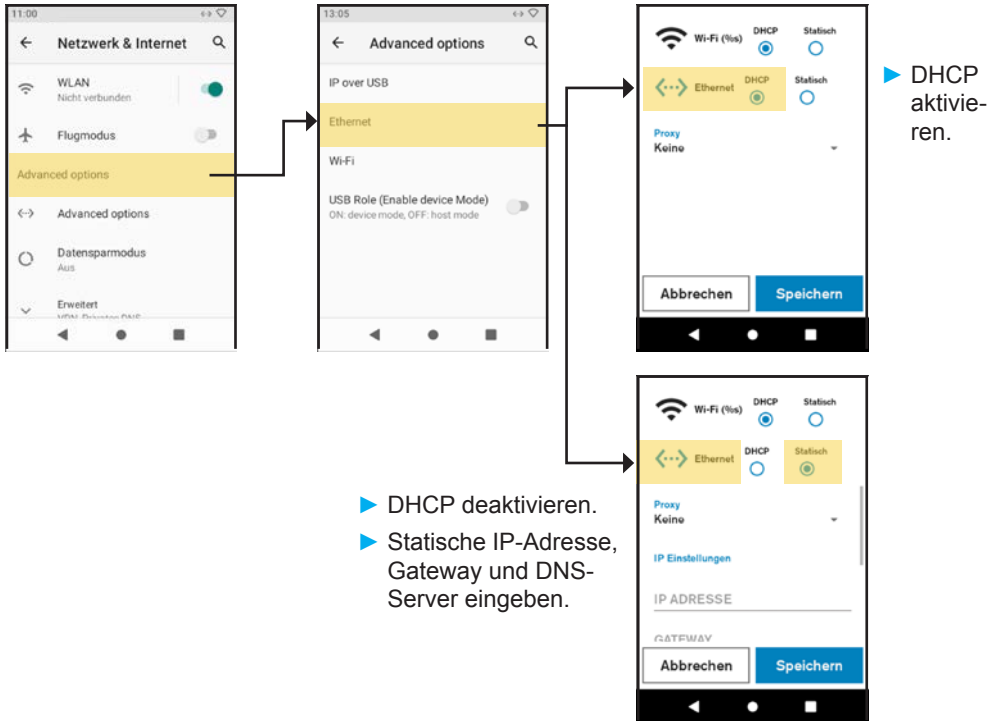 11:00
Netzwerk & Internet
WLAN
Nicht verbunden
Flugmodus
Advanced options
Advanced options
Datensparmodus
Aus
Erweitert
VPN, Privates DNS
13:05
Advanced options
IP over USB
Ethernet
Wi-Fi
USB Role (Enable device Mode)
ON: device mode, OFF: host mode
Wi-Fi (%s) DHCP Statisch
Ethernet DHCP Statisch
Proxy
Keine
Abbrechen Speichern
► DHCP
aktivie-
ren.
► DHCP deaktivieren.
► Statische IP-Adresse,
Gateway und DNS-
Server eingeben.
Wi-Fi (%s) DHCP Statisch
Ethernet DHCP Statisch
Proxy
Keine
IP Einstellungen
IP ADRESSE
GATEWAY
Abbrechen Speichern